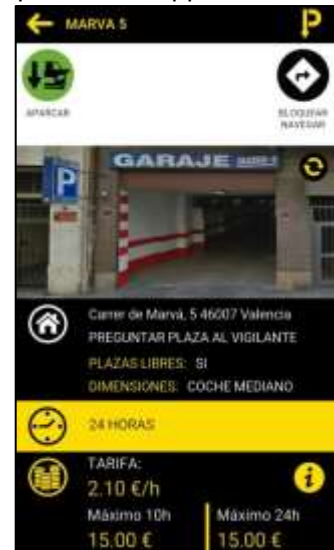 MARVA 5
APARCAR
BLOQUEAR
NAVEGAR
GARAJE
P
Carrer de Marvá, 5 46007 Valencia
PREGUNTAR PLAZA AL VIGILANTE
PLAZAS LIBRES: SI
DIMENSIONES: COCHE MEDIANO
24 HORAS
TARIFA:
2.10 €/h
Máximo 10h
15.00 €
Máximo 24h
15.00 €